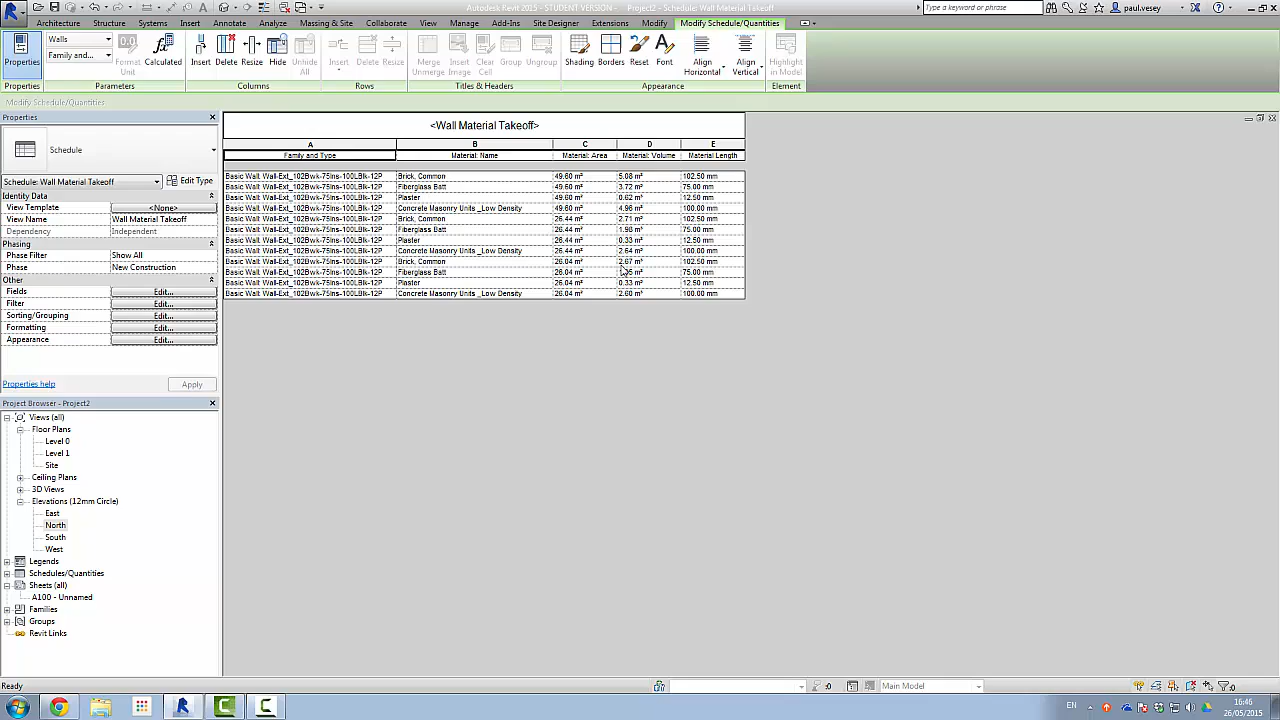 Autodesk Revit 2015 - STUDENT VERSION - Project2 - Schedule: Wall Material Takeoff
Type a keyword or phrase
paul.vesey
Architecture Structure Systems Insert Annotate Analyze Massing & Site Collaborate View Manage Add-Ins Site Designer Extensions Modify Modify Schedule/Quantities
Walls
Family and...
Properties
Format Unit
Calculated
Insert
Delete
Resize
Hide
Unhide All
Insert
Delete
Resize
Merge Unmerge
Insert Image
Clear Cell
Group
Ungroup
Shading
Borders
Reset
Font
Align Horizontal
Align Vertical
Highlight in Model
Properties Parameters Columns Rows Titles & Headers Appearance Element
Modify Schedule/Quantities
Properties
Schedule
Schedule: Wall Material Takeoff
Edit Type
Identity Data
View Template <None>
View Name Wall Material Takeoff
Dependency Independent
Phasing
Phase Filter Show All
Phase New Construction
Other
Fields Edit...
Filter Edit...
Sorting/Grouping Edit...
Formatting Edit...
Appearance Edit...
Properties help
Apply
Project Browser - Project2
Views (all)
Floor Plans
Level 0
Level 1
Site
Ceiling Plans
3D Views
Elevations (12mm Circle)
East
North
South
West
Legends
Schedules/Quantities
Sheets (all)
A100 - Unnamed
Families
Groups
Revit Links
<Wall Material Takeoff>
A B C D E
Family and Type Material: Name Material: Area Material: Volume Material Length
Basic Wall: Wall-Ext_102Bwk-75Ins-100LBlk-12P Brick, Common 49.60 m² 5.08 m² 102.50 mm
Basic Wall: Wall-Ext_102Bwk-75Ins-100LBlk-12P Fiberglass Batt 49.60 m² 3.72 m² 75.00 mm
Basic Wall: Wall-Ext_102Bwk-75Ins-100LBlk-12P Plaster 49.60 m² 0.62 m² 12.50 mm
Basic Wall: Wall-Ext_102Bwk-75Ins-100LBlk-12P Concrete Masonry Units _Low Density 49.60 m² 4.96 m² 100.00 mm
Basic Wall: Wall-Ext_102Bwk-75Ins-100LBlk-12P Brick, Common 26.44 m² 2.71 m² 102.50 mm
Basic Wall: Wall-Ext_102Bwk-75Ins-100LBlk-12P Fiberglass Batt 26.44 m² 1.98 m² 75.00 mm
Basic Wall: Wall-Ext_102Bwk-75Ins-100LBlk-12P Plaster 26.44 m² 0.33 m² 12.50 mm
Basic Wall: Wall-Ext_102Bwk-75Ins-100LBlk-12P Concrete Masonry Units _Low Density 26.44 m² 2.64 m² 100.00 mm
Basic Wall: Wall-Ext_102Bwk-75Ins-100LBlk-12P Brick, Common 26.04 m² 2.67 m² 102.50 mm
Basic Wall: Wall-Ext_102Bwk-75Ins-100LBlk-12P Fiberglass Batt 26.04 m² m² 75.00 mm
Basic Wall: Wall-Ext_102Bwk-75Ins-100LBlk-12P Plaster 26.04 m² 0.33 m² 12.50 mm
Basic Wall: Wall-Ext_102Bwk-75Ins-100LBlk-12P Concrete Masonry Units _Low Density 26.04 m² 2.60 m² 100.00 mm
Ready
:0
Main Model
:0
EN
16:46
26/05/2015